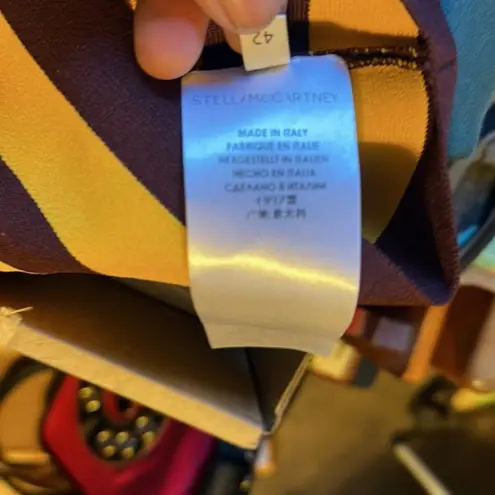 42
STELLA McCARTNEY
MADE IN ITALY
FABRIQUÉ EN ITALIE
HERGESTELLT IN ITALIEN
HECHO EN ITALIA
СДЕЛАНО В ИТАЛИИ
イタリア製
产地:意大利